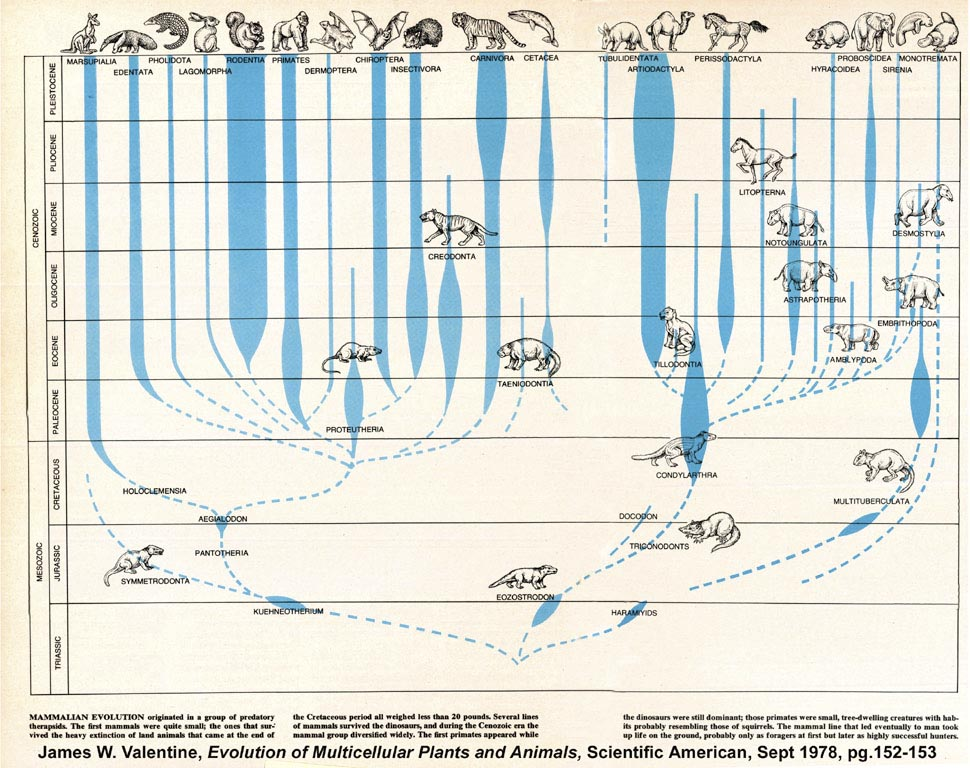 MARSUPIALIA
EDENTATA
PHOLIDOTA
LAGOMORPHA
RODENTIA
PRIMATES
DERMOPTERA
CHIROPTERA
INSECTIVORA
CARNIVORA
CETACEA
TUBULIDENTATA
ARTIODACTYLA
PERISSODACTYLA
HYRACOIDEA
PROBOSCIDEA
SIRENIA
MONOTREMATA
CENOZOIC
PLEISTOCENE
PLIOCENE
MIOCENE
OLIGOCENE
EOCENE
PALEOCENE
MESOZOIC
CRETACEOUS
JURASSIC
TRIASSIC
LITOPTERNA
CREODONTA
NOTOUNGULATA
DESMOSTYLIA
ASTRAPOTHERIA
EMBRITHOPODA
TILLODONTIA
AMBLYPODA
TAENIODONTIA
PROTEUTHERIA
CONDYLARTHRA
HOLOCLEMENSIA
MULTITUBERCULATA
AEGIALODON
DOCODON
PANTOTHERIA
TRICONODONTS
SYMMETRODONTA
EOZOSTRODON
KUEHNEOTHERIUM
HARAMIYIDS
MAMMALIAN EVOLUTION originated in a group of predatory
therapsids. The first mammals were quite small; the ones that sur-
vived the heavy extinction of land animals that came at the end of
the Cretaceous period all weighed less than 20 pounds. Several lines
of mammals survived the dinosaurs, and during the Cenozoic era the
mammal group diversified widely. The first primates appeared while
the dinosaurs were still dominant; those primates were small, tree-dwelling creatures with hab-
its probably resembling those of squirrels. The mammal line that led eventually to man took
up life on the ground, probably only as foragers at first but later as highly successful hunters.
James W. Valentine, Evolution of Multicellular Plants and Animals, Scientific American, Sept 1978, pg.152-153